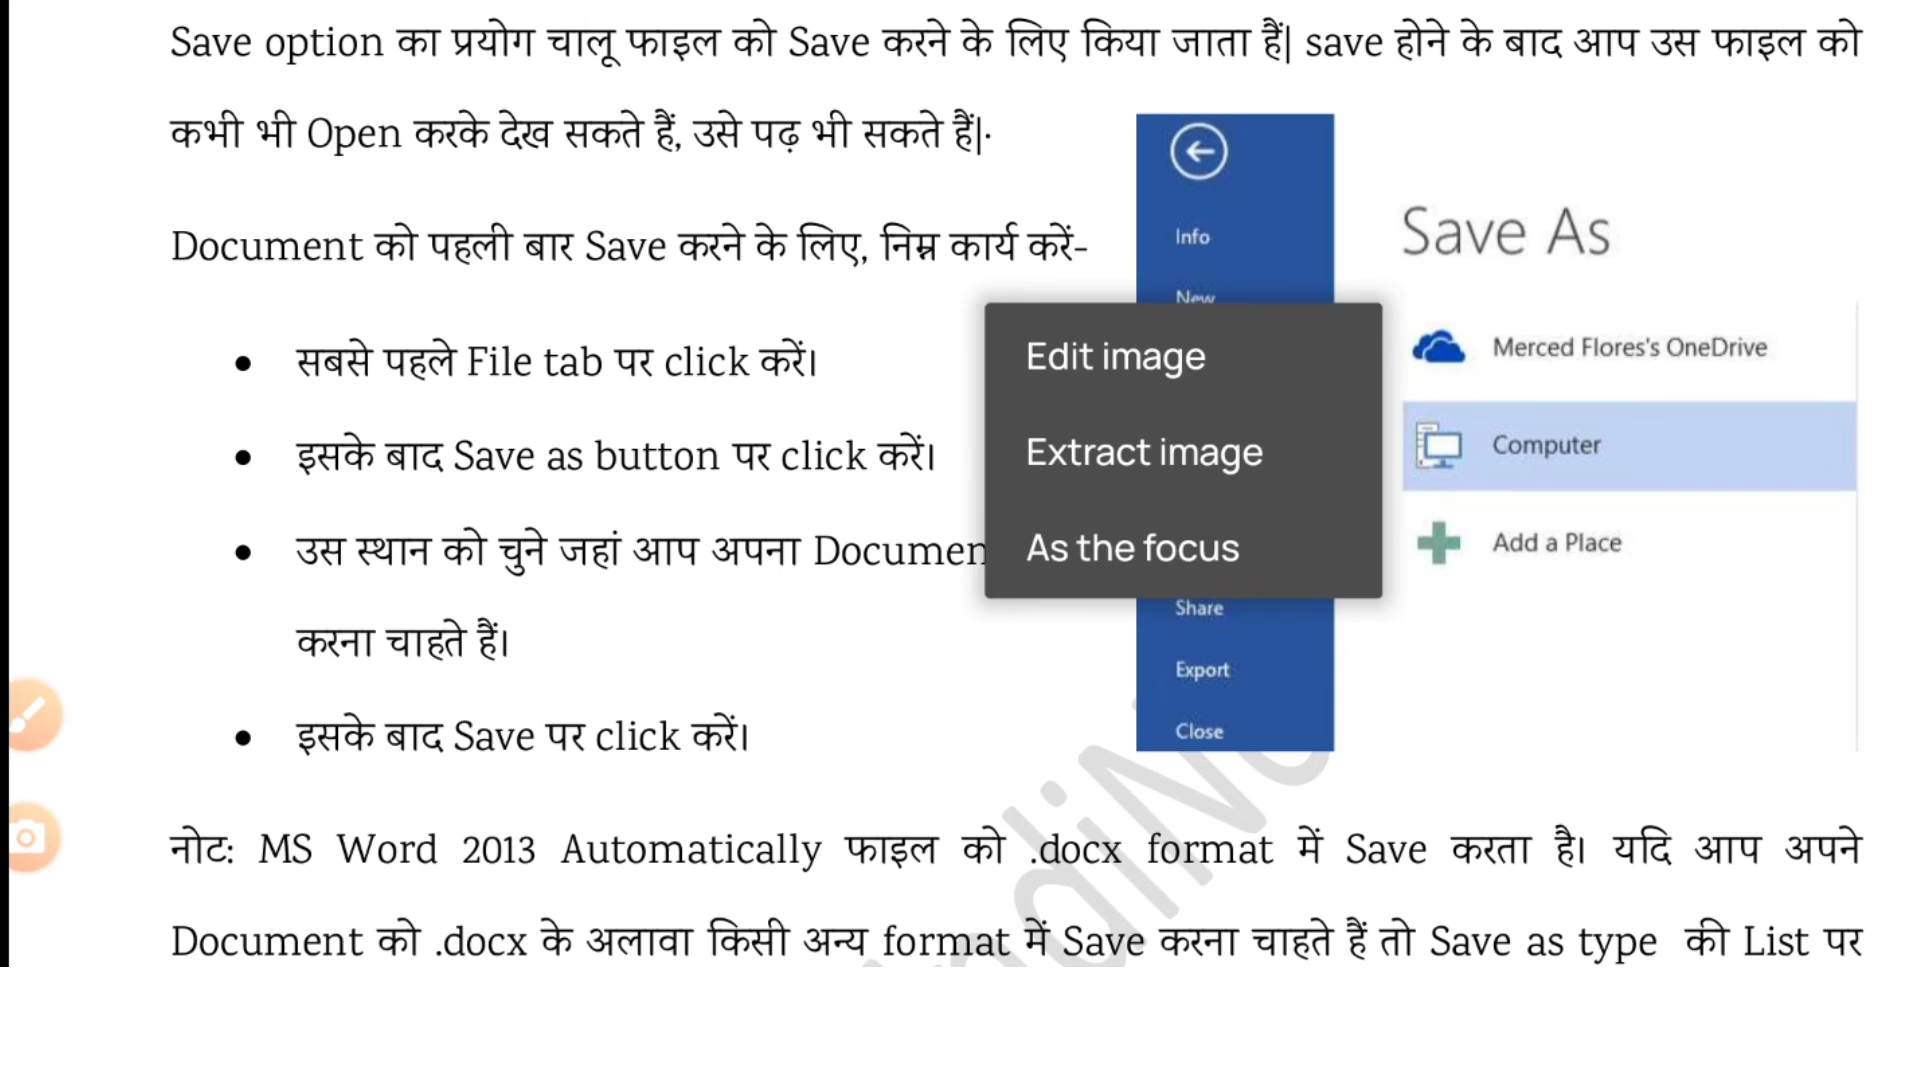 Save option का प्रयोग चालू फाइल को Save करने के लिए किया जाता हैं| save होने के बाद आप उस फाइल को
कभी भी Open करके देख सकते हैं, उसे पढ़ भी सकते हैं|·
Document को पहली बार Save करने के लिए, निम्न कार्य करें-
• सबसे पहले File tab पर click करें।
• इसके बाद Save as button पर click करें।
• उस स्थान को चुने जहां आप अपना Documen
करना चाहते हैं।
• इसके बाद Save पर click करें।
Info
New
Share
Export
Close
Save As
Merced Flores's OneDrive
Computer
Add a Place
Edit image
Extract image
As the focus
नोट: MS Word 2013 Automatically फाइल को .docx format में Save करता है। यदि आप अपने
Document को .docx के अलावा किसी अन्य format में Save करना चाहते हैं तो Save as type की List पर